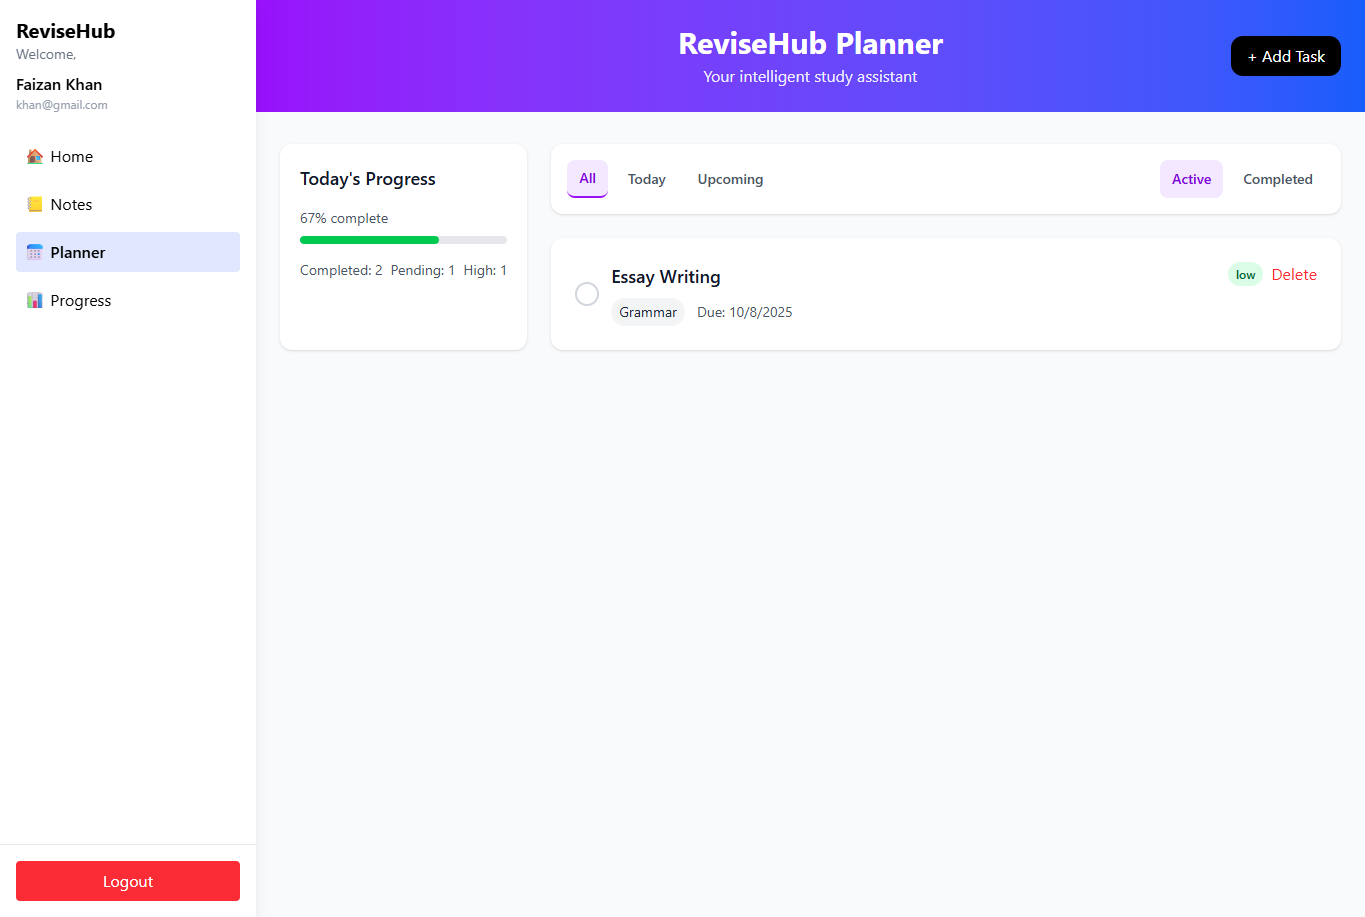 ReviseHub
Welcome,
Faizan Khan
khan@gmail.com
Home
Notes
Planner
Progress
Logout
ReviseHub Planner
Your intelligent study assistant
+ Add Task
Today's Progress
67% complete
Completed: 2 Pending: 1 High: 1
All Today Upcoming Active Completed
Essay Writing low Delete
Grammar Due: 10/8/2025